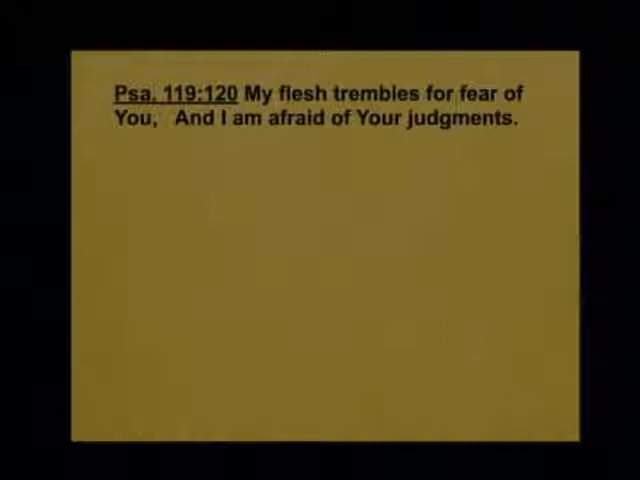 Psa. 119:120 My flesh trembles for fear of
You,   And I am afraid of Your judgments.